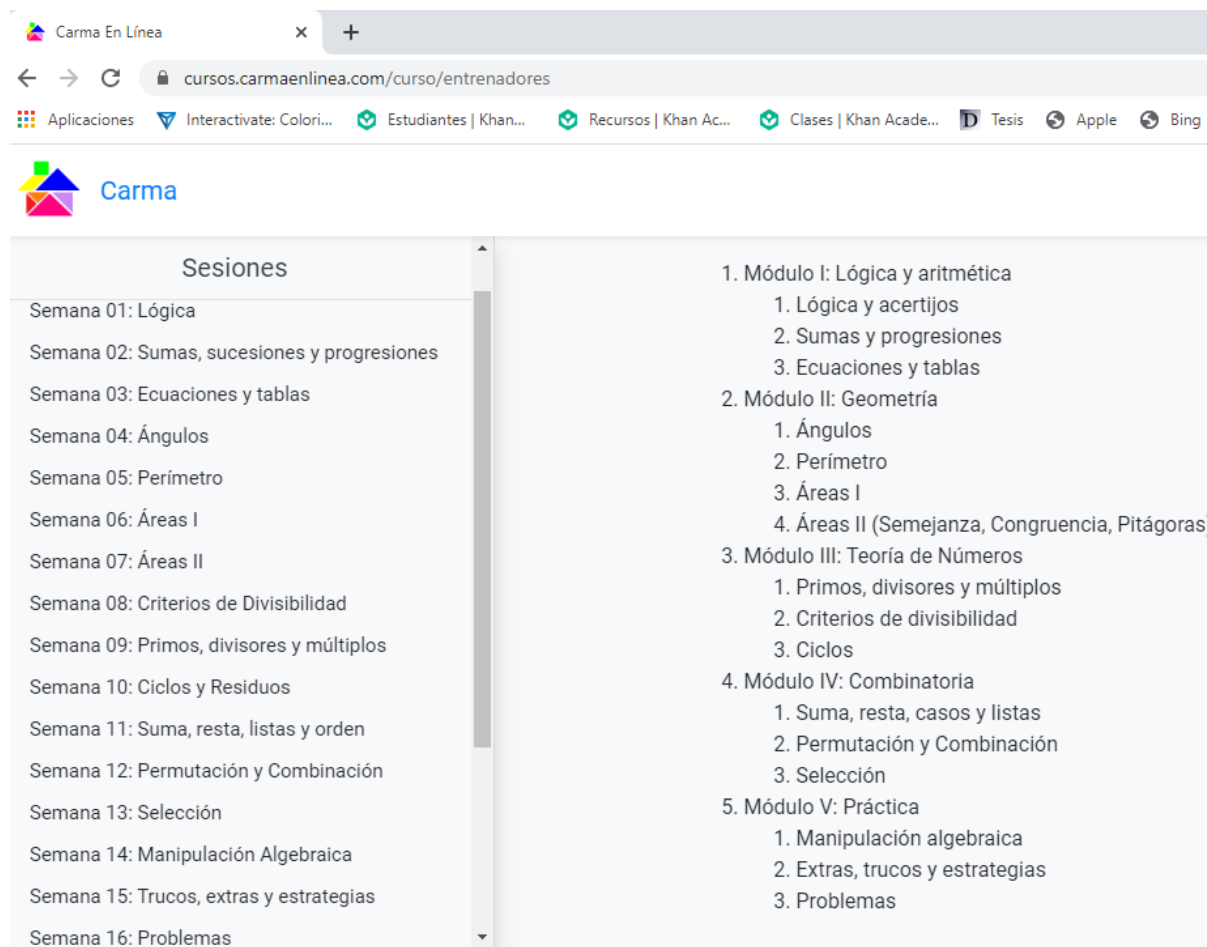 Carma En Línea
cursos.carmaenlinea.com/curso/entrenadores
Aplicaciones Interactivate: Colori... Estudiantes | Khan... Recursos | Khan Ac... Clases | Khan Acade... D Tesis Apple Bing
Carma
Sesiones
Semana 01: Lógica
Semana 02: Sumas, sucesiones y progresiones
Semana 03: Ecuaciones y tablas
Semana 04: Ángulos
Semana 05: Perímetro
Semana 06: Áreas I
Semana 07: Áreas II
Semana 08: Criterios de Divisibilidad
Semana 09: Primos, divisores y múltiplos
Semana 10: Ciclos y Residuos
Semana 11: Suma, resta, listas y orden
Semana 12: Permutación y Combinación
Semana 13: Selección
Semana 14: Manipulación Algebraica
Semana 15: Trucos, extras y estrategias
Semana 16: Problemas
1. Módulo I: Lógica y aritmética
1. Lógica y acertijos
2. Sumas y progresiones
3. Ecuaciones y tablas
2. Módulo II: Geometría
1. Ángulos
2. Perímetro
3. Áreas I
4. Áreas II (Semejanza, Congruencia, Pitágoras)
3. Módulo III: Teoría de Números
1. Primos, divisores y múltiplos
2. Criterios de divisibilidad
3. Ciclos
4. Módulo IV: Combinatoria
1. Suma, resta, casos y listas
2. Permutación y Combinación
3. Selección
5. Módulo V: Práctica
1. Manipulación algebraica
2. Extras, trucos y estrategias
3. Problemas